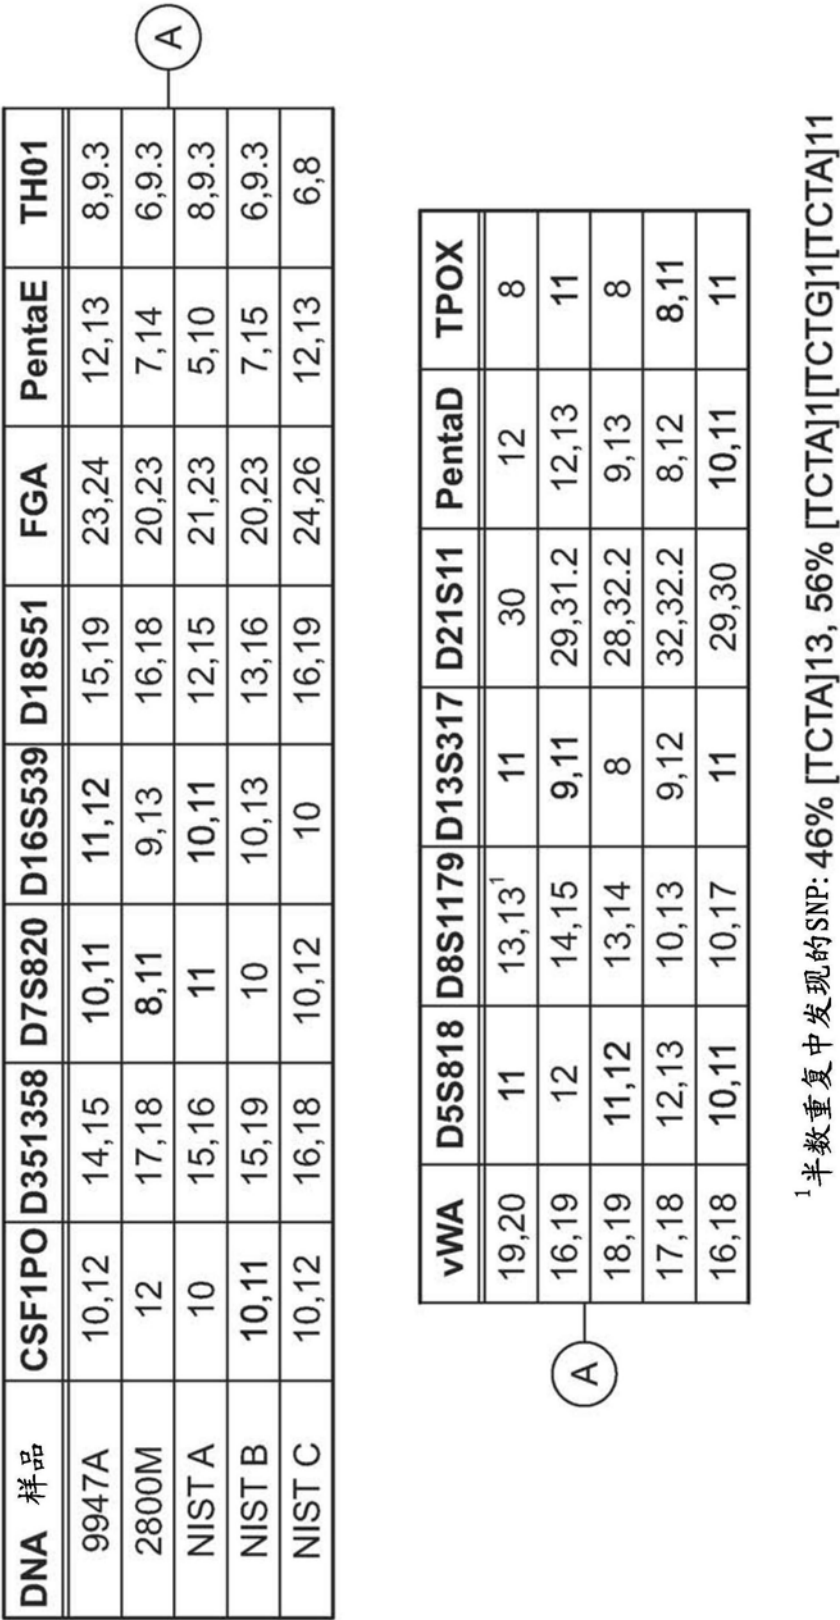 DNA 样品 CSF1PO D351358 D7S820 D16S539 D18S51 FGA PentaE TH01
9947A 10,12 14,15 10,11 11,12 15,19 23,24 12,13 8,9.3
2800M 12 17,18 8,11 9,13 16,18 20,23 7,14 6,9.3
NIST A 10 15,16 11 10,11 12,15 21,23 5,10 8,9.3
NIST B 10,11 15,19 10 10,13 13,16 20,23 7,15 6,9.3
NIST C 10,12 16,18 10,12 10 16,19 24,26 12,13 6,8
A
A
vWA D5S818 D8S1179 D13S317 D21S11 PentaD TPOX
19,20 11 13,13¹ 11 30 12 8
16,19 12 14,15 9,11 29,31.2 12,13 11
18,19 11,12 13,14 8 28,32.2 9,13 8
17,18 12,13 10,13 9,12 32,32.2 8,12 8,11
16,18 10,11 10,17 11 29,30 10,11 11
¹半数重复中发现的SNP: 46% [TCTA]13, 56% [TCTA]1[TCTG]1[TCTA]11